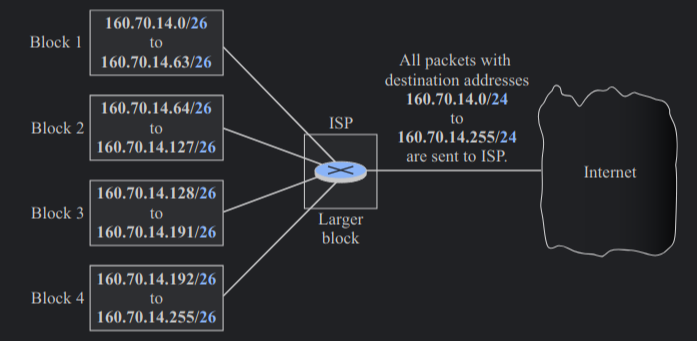 Block 1
160.70.14.0/26
to
160.70.14.63/26
Block 2
160.70.14.64/26
to
160.70.14.127/26
Block 3
160.70.14.128/26
to
160.70.14.191/26
Block 4
160.70.14.192/26
to
160.70.14.255/26
ISP
Larger
block
All packets with
destination addresses
160.70.14.0/24
to
160.70.14.255/24
are sent to ISP.
Internet